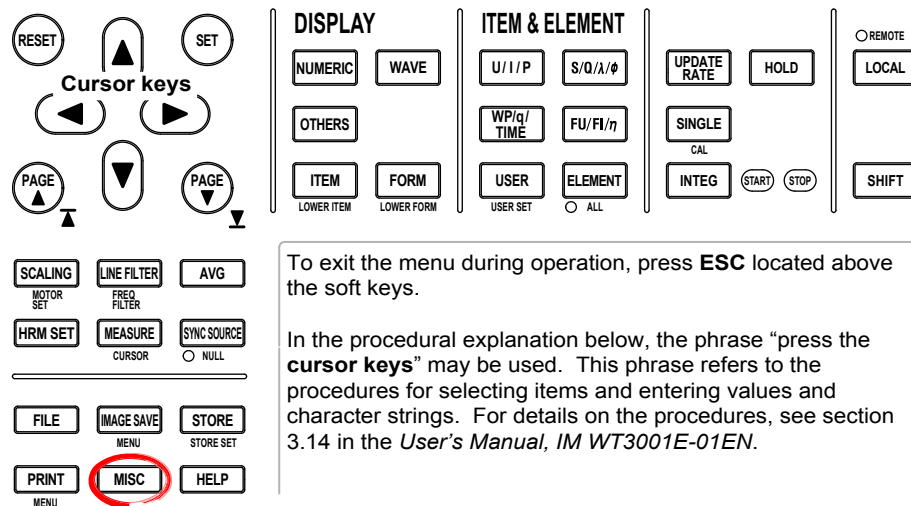 RESET
SET
Cursor keys
PAGE
PAGE
DISPLAY
NUMERIC
WAVE
OTHERS
ITEM
FORM
LOWER ITEM
LOWER FORM
ITEM & ELEMENT
U/I/P
S/Q/λ/ϕ
WP/q/
TIME
FU/FI/η
USER
ELEMENT
USER SET
ALL
UPDATE
RATE
HOLD
SINGLE
CAL
INTEG
START
STOP
REMOTE
LOCAL
SHIFT
SCALING
LINE FILTER
AVG
MOTOR
SET
FREQ
FILTER
HRM SET
MEASURE
SYNC SOURCE
CURSOR
NULL
FILE
IMAGE SAVE
STORE
MENU
STORE SET
PRINT
MISC
HELP
MENU
To exit the menu during operation, press ESC located above
the soft keys.
In the procedural explanation below, the phrase “press the
cursor keys” may be used. This phrase refers to the
procedures for selecting items and entering values and
character strings. For details on the procedures, see section
3.14 in the User’s Manual, IM WT3001E-01EN.